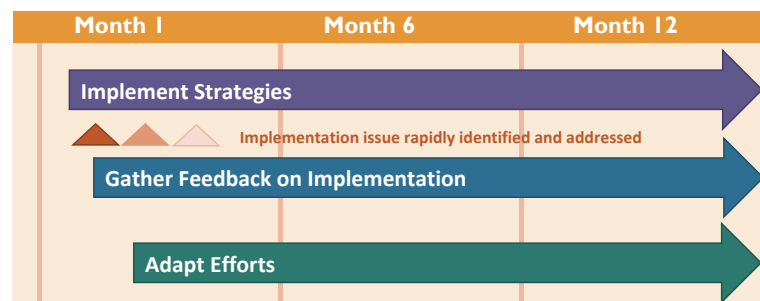 Month 1 Month 6 Month 12
Implement Strategies
Implementation issue rapidly identified and addressed
Gather Feedback on Implementation
Adapt Efforts